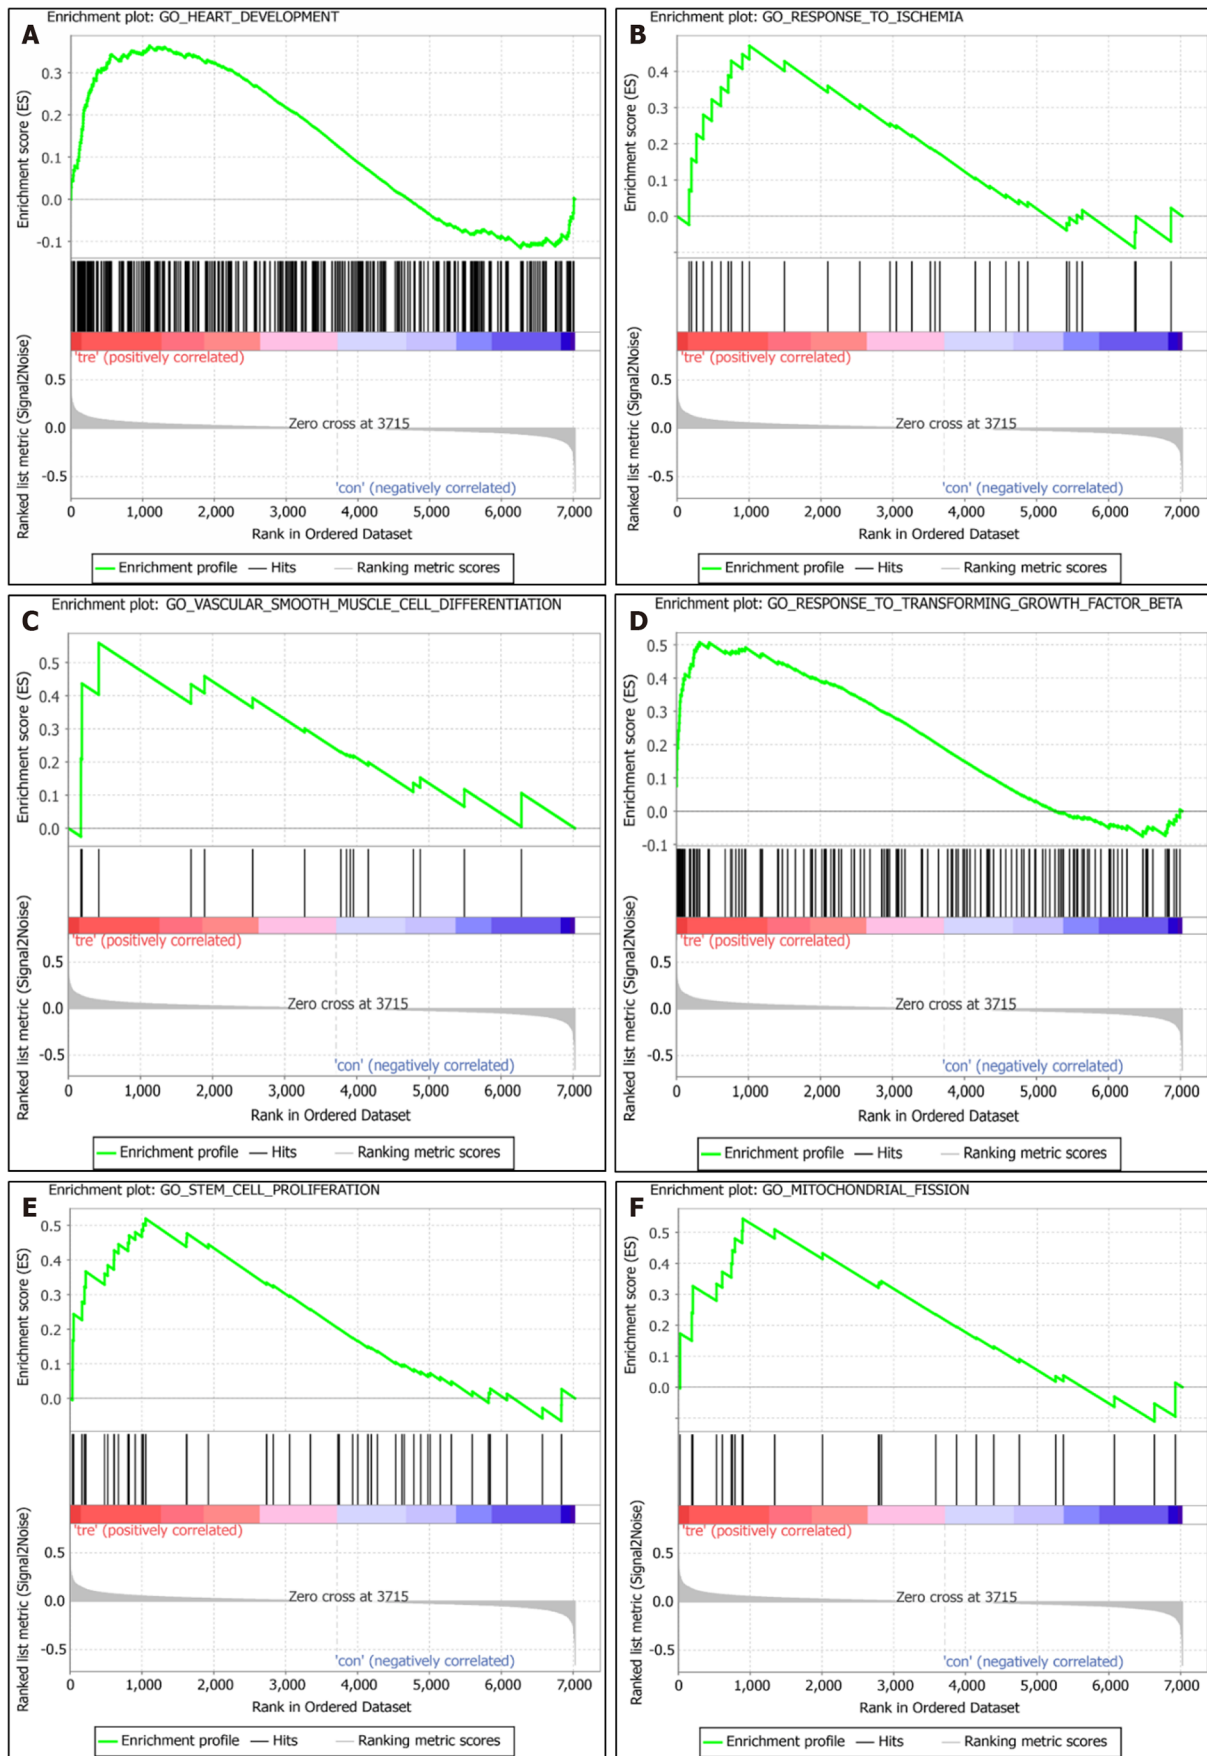 A
Enrichment plot: GO_HEART_DEVELOPMENT
Enrichment score (ES)
0.3
0.2
0.1
0.0
-0.1
'tre' (positively correlated)
Ranked list metric (Signal2Noise)
0.5
0.0
-0.5
Zero cross at 3715
'con' (negatively correlated)
0 1,000 2,000 3,000 4,000 5,000 6,000 7,000
Rank in Ordered Dataset
Enrichment profile Hits Ranking metric scores
B
Enrichment plot: GO_RESPONSE_TO_ISCHEMIA
Enrichment score (ES)
0.4
0.3
0.2
0.1
0.0
'tre' (positively correlated)
Ranked list metric (Signal2Noise)
0.5
0.0
-0.5
Zero cross at 3715
'con' (negatively correlated)
0 1,000 2,000 3,000 4,000 5,000 6,000 7,000
Rank in Ordered Dataset
Enrichment profile Hits Ranking metric scores
C
Enrichment plot: GO_VASCULAR_SMOOTH_MUSCLE_CELL_DIFFERENTIATION
Enrichment score (ES)
0.5
0.4
0.3
0.2
0.1
0.0
'tre' (positively correlated)
Ranked list metric (Signal2Noise)
0.5
0.0
-0.5
Zero cross at 3715
'con' (negatively correlated)
0 1,000 2,000 3,000 4,000 5,000 6,000 7,000
Rank in Ordered Dataset
Enrichment profile Hits Ranking metric scores
D
Enrichment plot: GO_RESPONSE_TO_TRANSFORMING_GROWTH_FACTOR_BETA
Enrichment score (ES)
0.5
0.4
0.3
0.2
0.1
0.0
-0.1
'tre' (positively correlated)
Ranked list metric (Signal2Noise)
0.5
0.0
-0.5
Zero cross at 3715
'con' (negatively correlated)
0 1,000 2,000 3,000 4,000 5,000 6,000 7,000
Rank in Ordered Dataset
Enrichment profile Hits Ranking metric scores
E
Enrichment plot: GO_STEM_CELL_PROLIFERATION
Enrichment score (ES)
0.5
0.4
0.3
0.2
0.1
0.0
'tre' (positively correlated)
Ranked list metric (Signal2Noise)
0.5
0.0
-0.5
Zero cross at 3715
'con' (negatively correlated)
0 1,000 2,000 3,000 4,000 5,000 6,000 7,000
Rank in Ordered Dataset
Enrichment profile Hits Ranking metric scores
F
Enrichment plot: GO_MITOCHONDRIAL_FISSION
Enrichment score (ES)
0.5
0.4
0.3
0.2
0.1
0.0
'tre' (positively correlated)
Ranked list metric (Signal2Noise)
0.5
0.0
-0.5
Zero cross at 3715
'con' (negatively correlated)
0 1,000 2,000 3,000 4,000 5,000 6,000 7,000
Rank in Ordered Dataset
Enrichment profile Hits Ranking metric scores